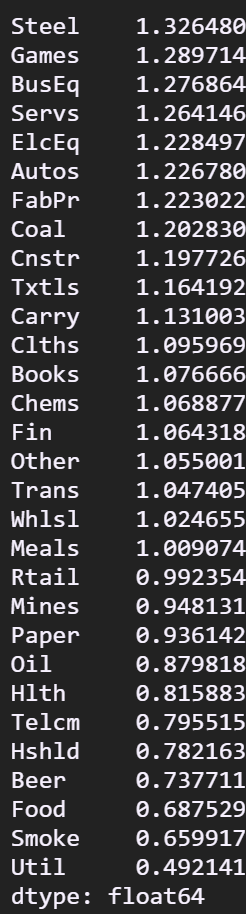 Steel 1.326480
Games 1.289714
BusEq 1.276864
Servs 1.264146
ElcEq 1.228497
Autos 1.226780
FabPr 1.223022
Coal 1.202830
Cnstr 1.197726
Txtls 1.164192
Carry 1.131003
Clths 1.095969
Books 1.076666
Chems 1.068877
Fin 1.064318
Other 1.055001
Trans 1.047405
Whlsl 1.024655
Meals 1.009074
Rtail 0.992354
Mines 0.948131
Paper 0.936142
Oil 0.879818
Hlth 0.815883
Telcm 0.795515
Hshld 0.782163
Beer 0.737711
Food 0.687529
Smoke 0.659917
Util 0.492141
dtype: float64